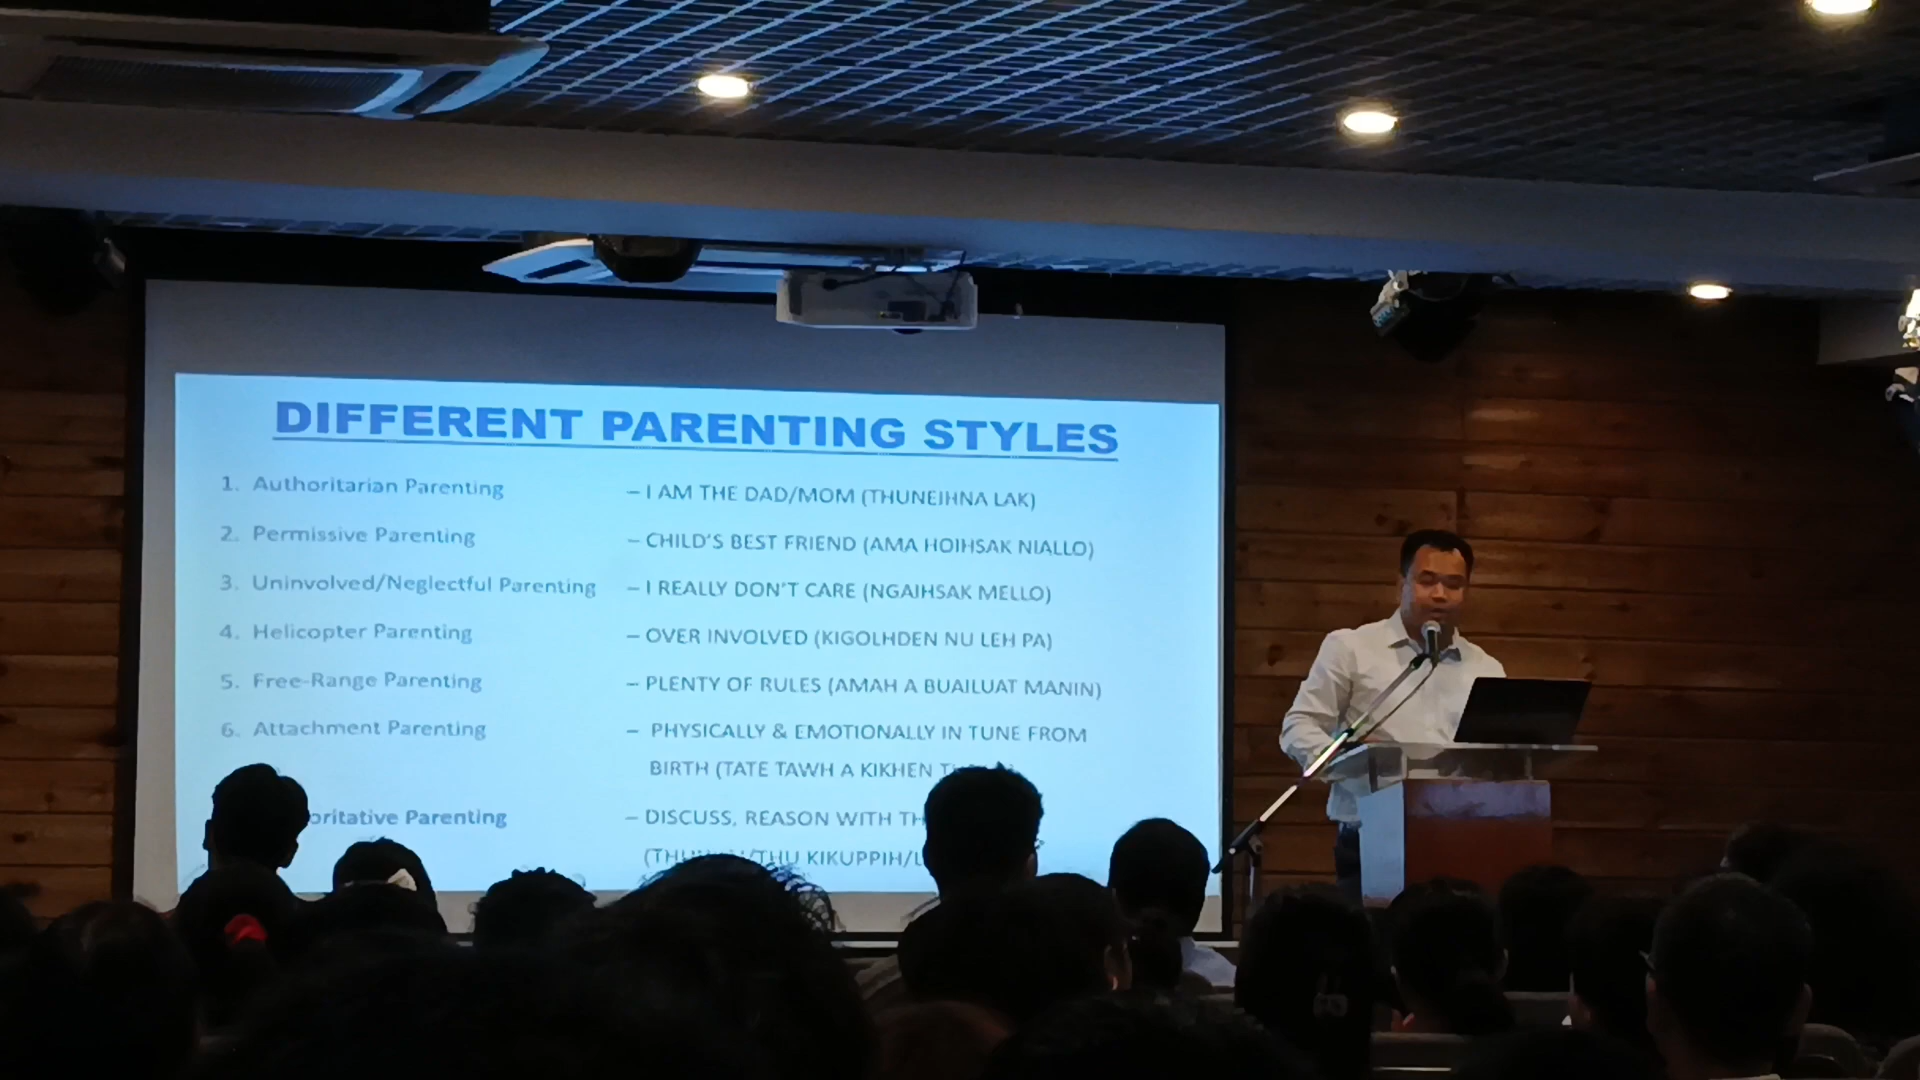 DIFFERENT PARENTING STYLES
1. Authoritarian Parenting – I AM THE DAD/MOM (THUNEIHNA LAK)
2. Permissive Parenting – CHILD'S BEST FRIEND (AMA HOIHSAK NIALLO)
3. Uninvolved/Neglectful Parenting – I REALLY DON'T CARE (NGAIHSAK MELLO)
4. Helicopter Parenting – OVER INVOLVED (KIGOLHDEN NU LEH PA)
5. Free-Range Parenting – PLENTY OF RULES (AMAH A BUAILUAT MANIN)
6. Attachment Parenting – PHYSICALLY & EMOTIONALLY IN TUNE FROM
BIRTH (TATE TAWH A KIKHEN
Parenting – DISCUSS, REASON WITH
KIKUPPIH/